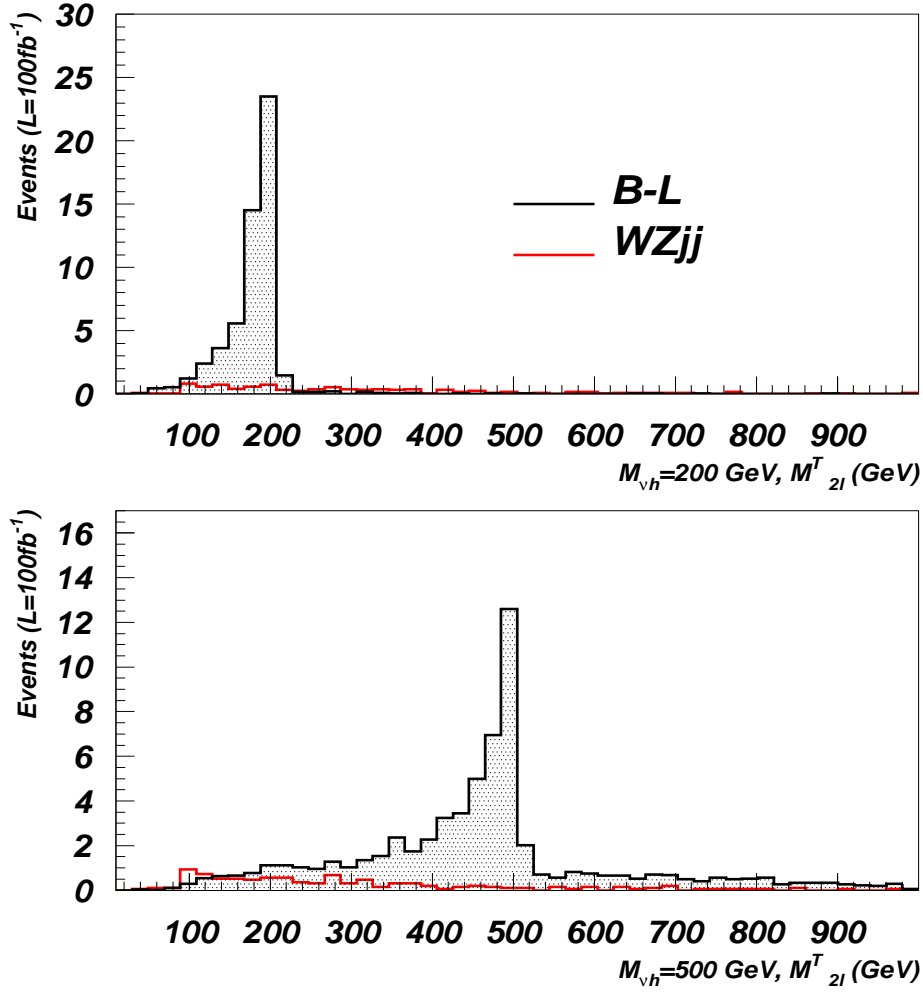 Events (L=100fb⁻¹)
30
25
20
15
10
5
0
B-L
WZjj
100 200 300 400 500 600 700 800 900
M_νh=200 GeV, M^T_2l (GeV)
Events (L=100fb⁻¹)
16
14
12
10
8
6
4
2
0
100 200 300 400 500 600 700 800 900
M_νh=500 GeV, M^T_2l (GeV)